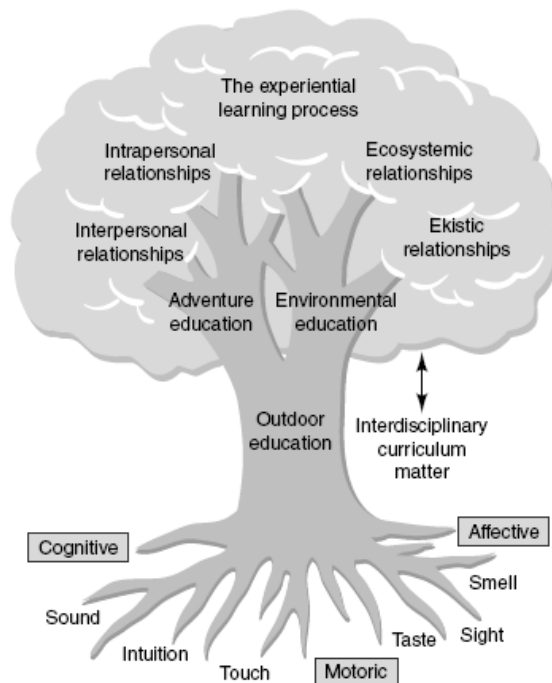 The experiential
learning process
Intrapersonal
relationships
Ecosystemic
relationships
Interpersonal
relationships
Ekistic
relationships
Adventure
education
Environmental
education
Outdoor
education
Interdisciplinary
curriculum
matter
Cognitive
Affective
Sound
Intuition
Touch
Motoric
Taste
Sight
Smell